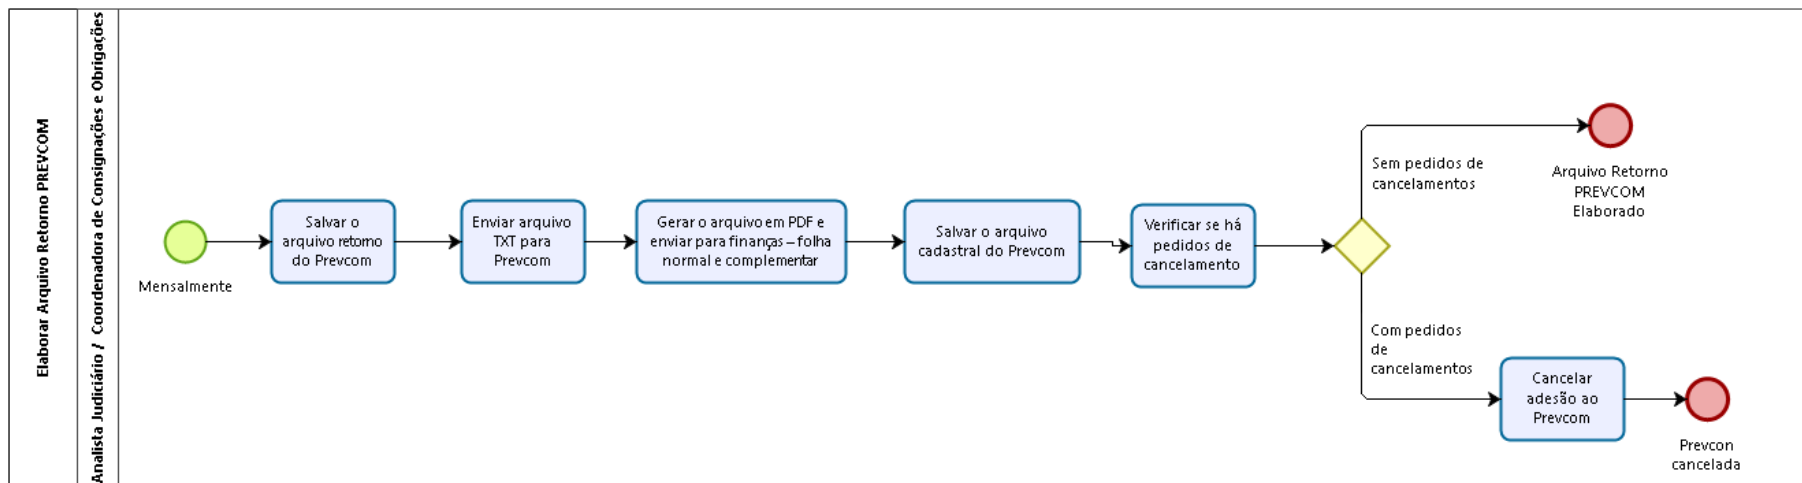 Elaborar Arquivo Retorno PREVCOM
Analista Judiciário / Coordenadora de Consignações e Obrigações
Mensalmente
Salvar o
arquivo retorno
do Prevcom
Enviar arquivo
TXT para
Prevcom
Gerar o arquivo em PDF e
enviar para finanças – folha
normal e complementar
Salvar o arquivo
cadastral do Prevcom
Verificar se há
pedidos de
cancelamento
Sem pedidos de
cancelamentos
Arquivo Retorno
PREVCOM
Elaborado
Com pedidos
de
cancelamentos
Cancelar
adesão ao
Prevcom
Prevcon
cancelada